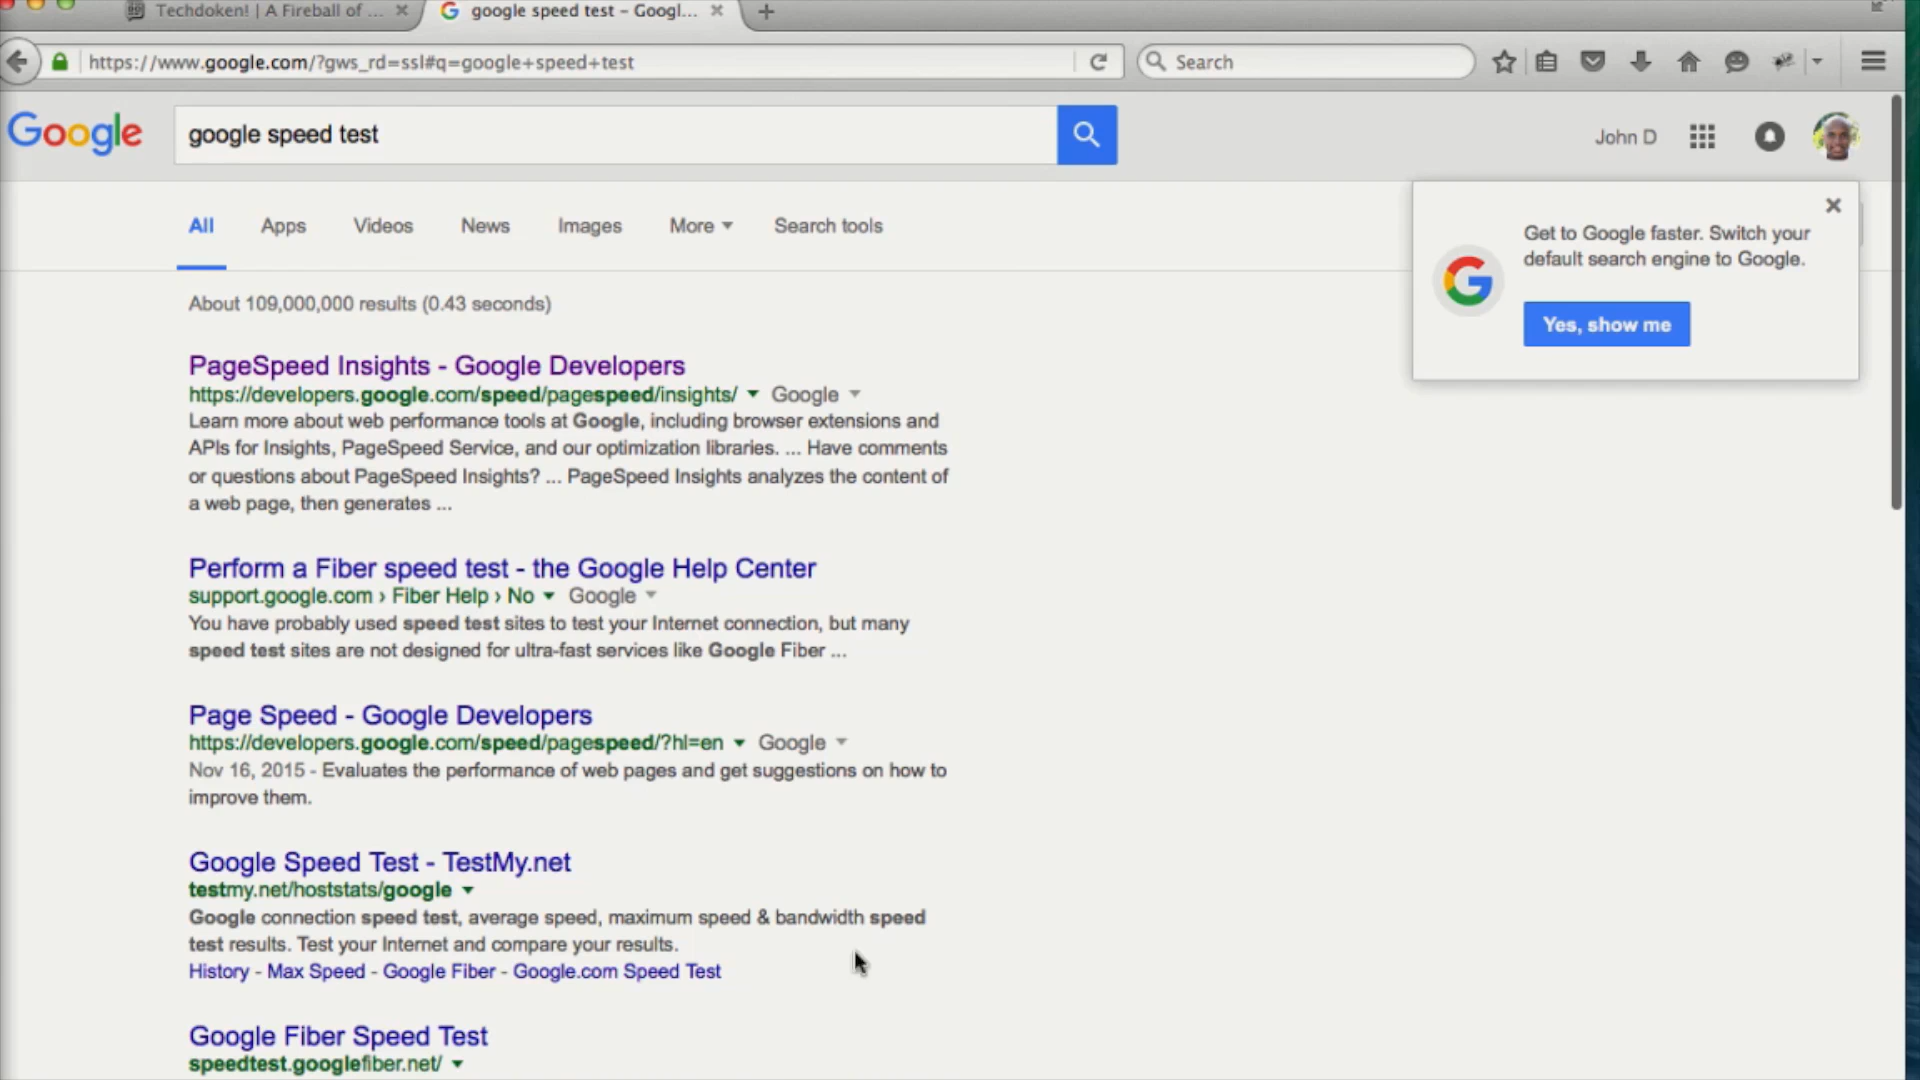 Techdoken! | A Fireball of ...
google speed test - Googl...
https://www.google.com/?gws_rd=ssl#q=google+speed+test
Search
Google
google speed test
John D
All
Apps
Videos
News
Images
More
Search tools
Get to Google faster. Switch your
default search engine to Google.
Yes, show me
About 109,000,000 results (0.43 seconds)
PageSpeed Insights - Google Developers
https://developers.google.com/speed/pagespeed/insights/ Google
Learn more about web performance tools at Google, including browser extensions and
APIs for Insights, PageSpeed Service, and our optimization libraries. ... Have comments
or questions about PageSpeed Insights? ... PageSpeed Insights analyzes the content of
a web page, then generates ...
Perform a Fiber speed test - the Google Help Center
support.google.com › Fiber Help › No Google
You have probably used speed test sites to test your Internet connection, but many
speed test sites are not designed for ultra-fast services like Google Fiber ...
Page Speed - Google Developers
https://developers.google.com/speed/pagespeed/?hl=en Google
Nov 16, 2015 - Evaluates the performance of web pages and get suggestions on how to
improve them.
Google Speed Test - TestMy.net
testmy.net/hoststats/google
Google connection speed test, average speed, maximum speed & bandwidth speed
test results. Test your Internet and compare your results.
History - Max Speed - Google Fiber - Google.com Speed Test
Google Fiber Speed Test
speedtest.googlefiber.net/